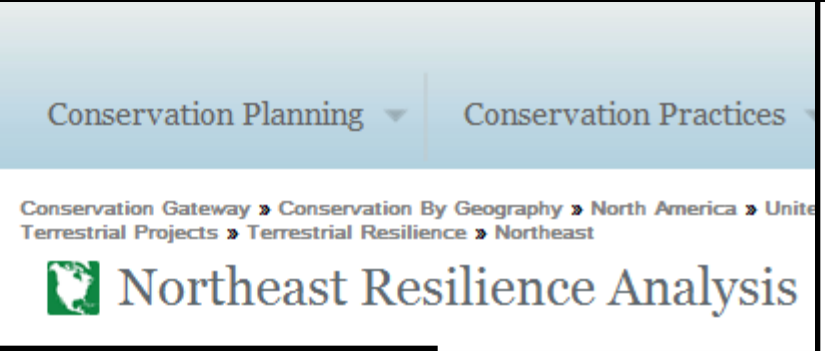 Conservation Planning Conservation Practices
Conservation Gateway » Conservation By Geography » North America » Unite
Terrestrial Projects » Terrestrial Resilience » Northeast
Northeast Resilience Analysis